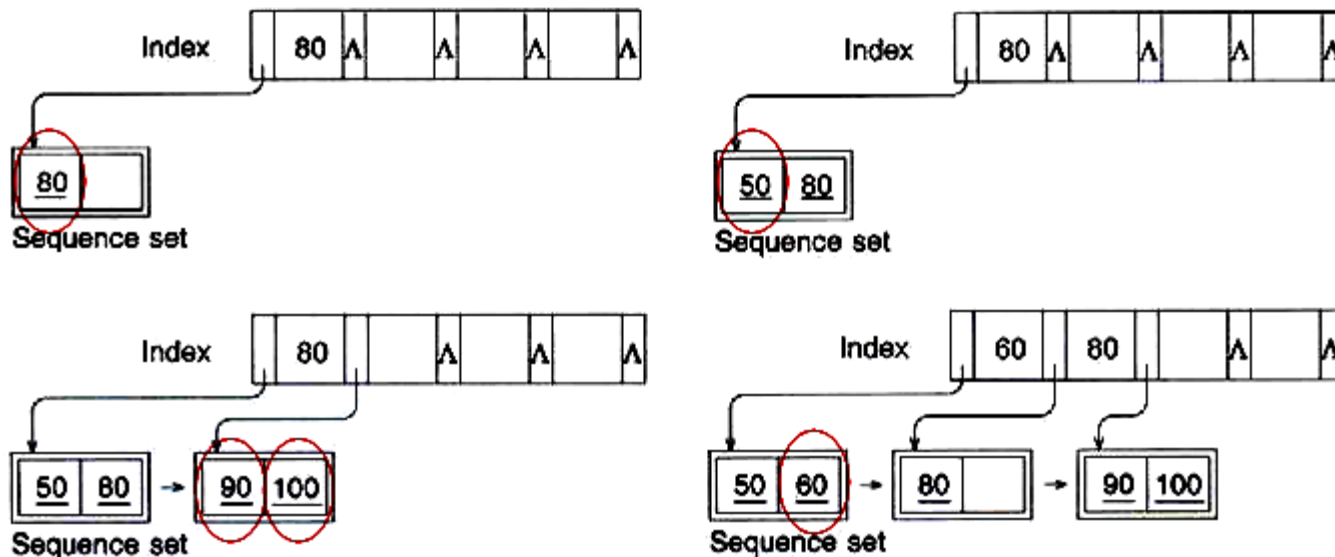 Index 80 Λ Λ Λ Λ
80
Sequence set
Index 80 Λ Λ Λ Λ
50 80
Sequence set
Index 80 Λ Λ Λ
50 80 90 100
Sequence set
Index 60 80 Λ Λ
50 60 80 90 100
Sequence set